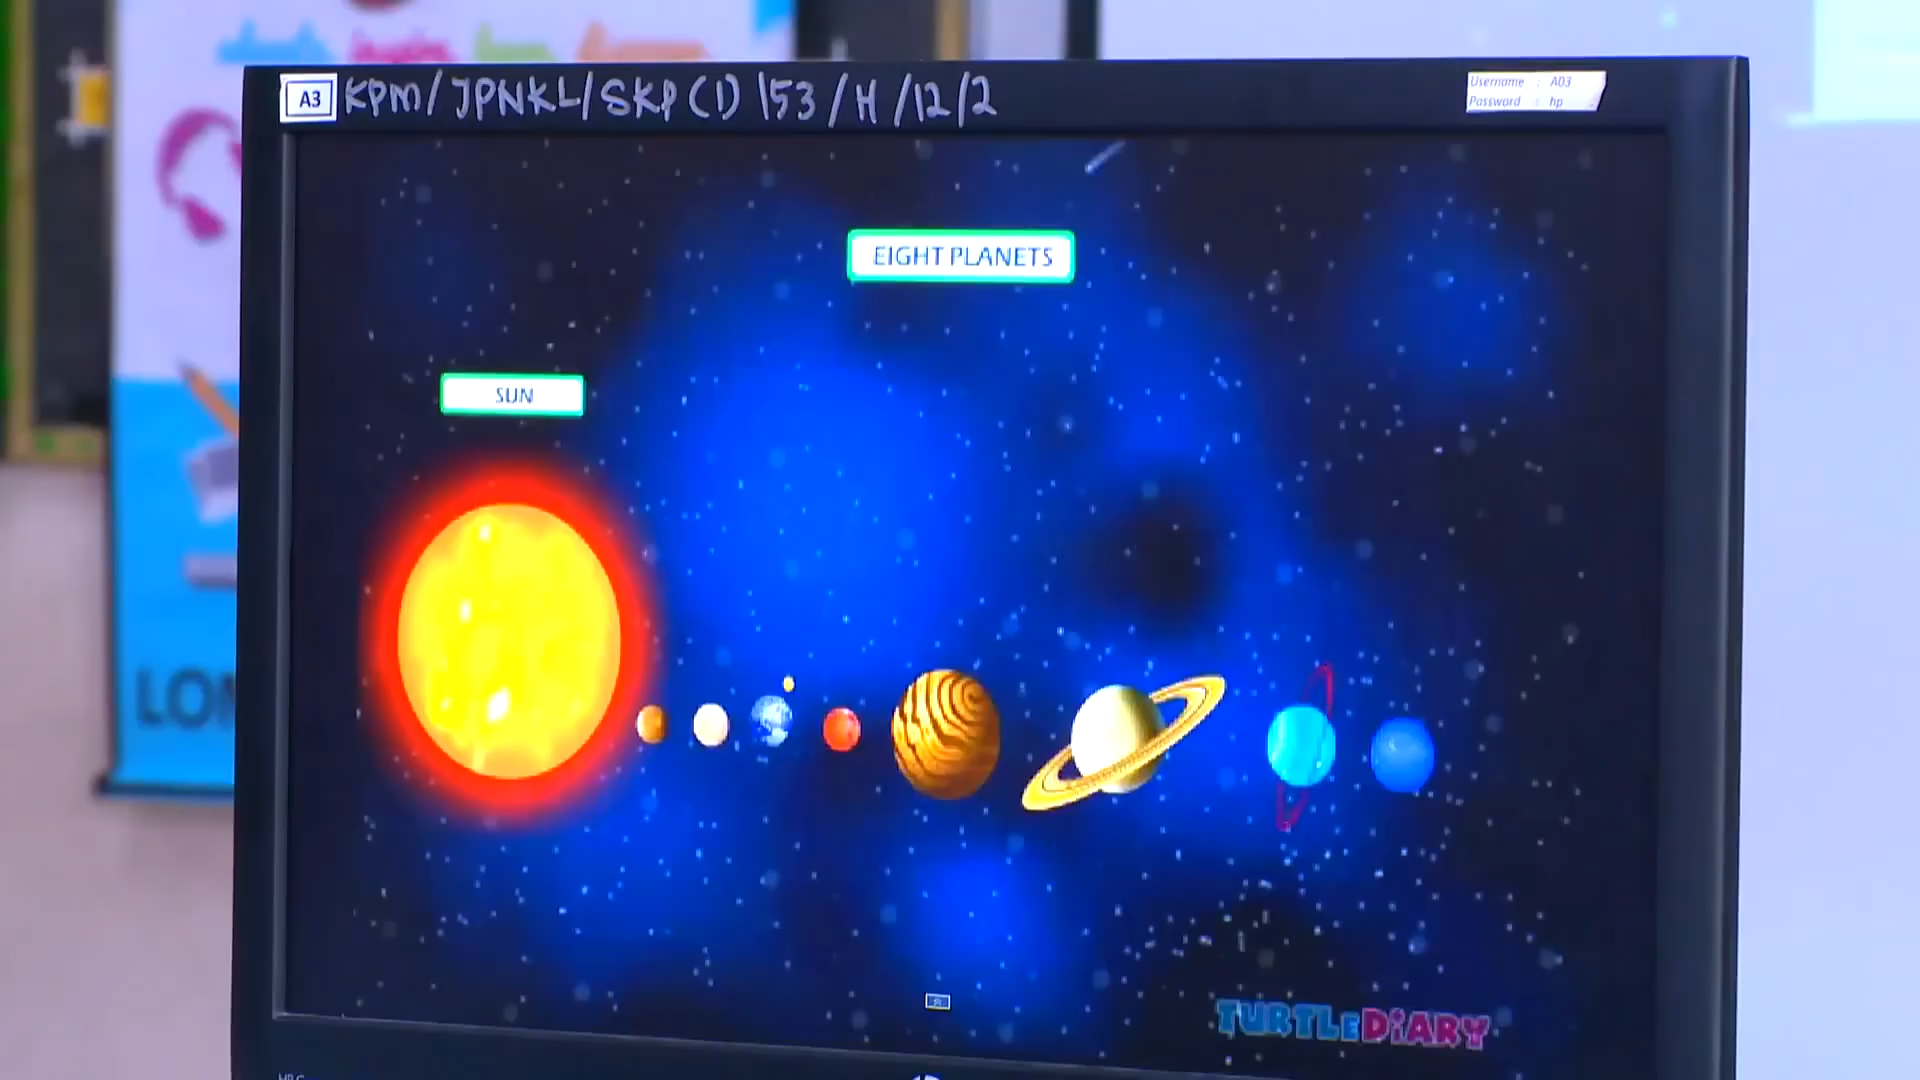 A3 KPM/JPNKL/SKP(1)153/H/12/2
Username : A03
Password : hp
EIGHT PLANETS
SUN
TURTLEDIARY